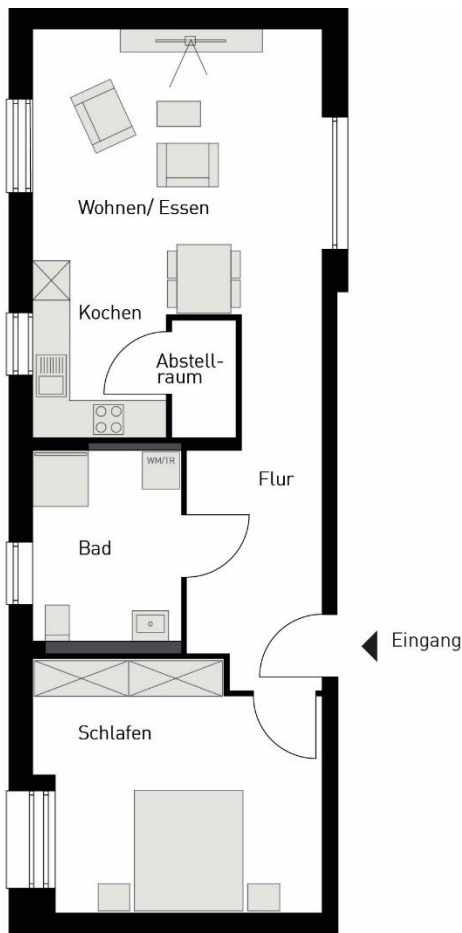 Wohnen/ Essen
Kochen
Abstell-
raum
WM/TR
Flur
Bad
Eingang
Schlafen